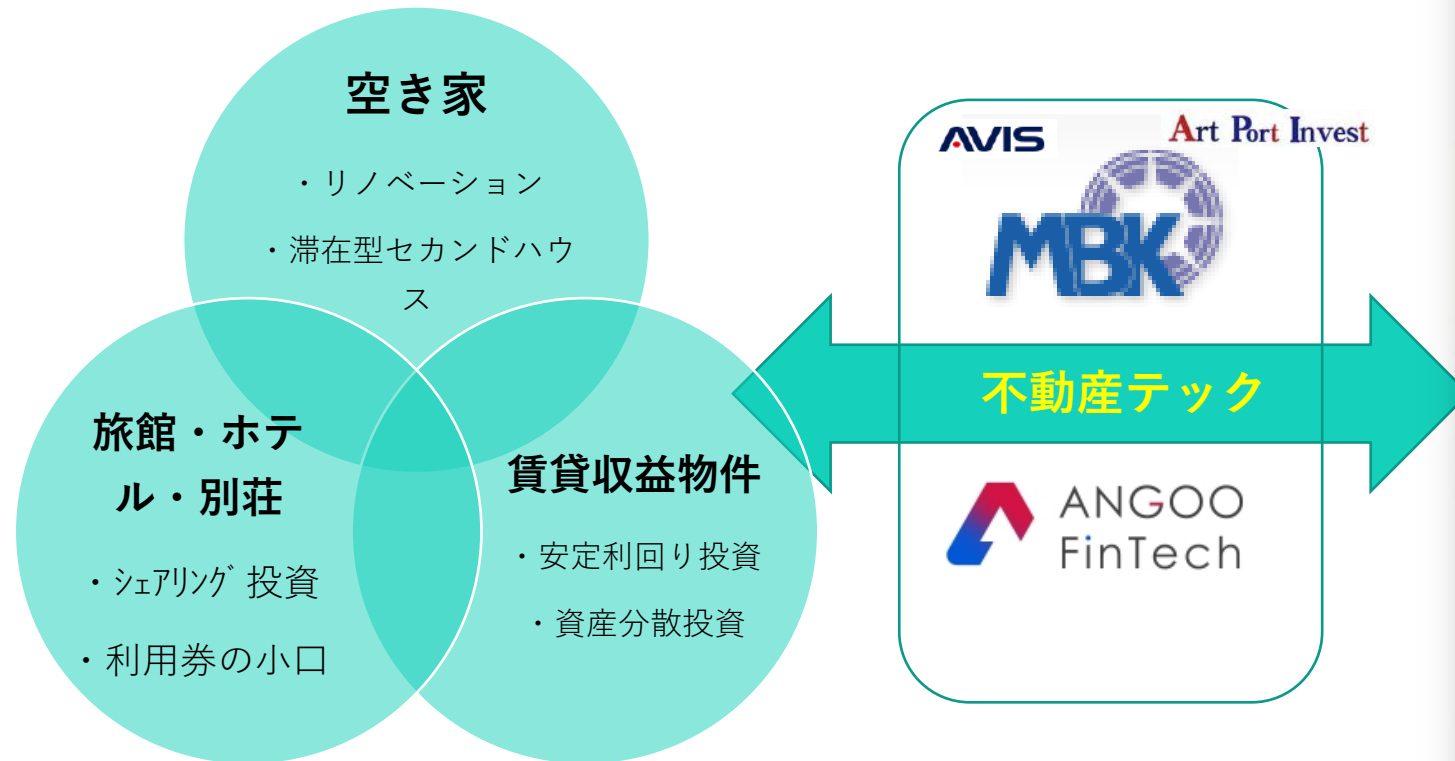 空き家
・リノベーション
・滞在型セカンドハウ
ス
旅館・ホテ
ル・別荘
・ｼｪｱﾘﾝｸﾞ投資
・利用券の小口
賃貸収益物件
・安定利回り投資
・資産分散投資
AVIS
Art Port Invest
MBK
不動産テック
ANGOO
FinTech